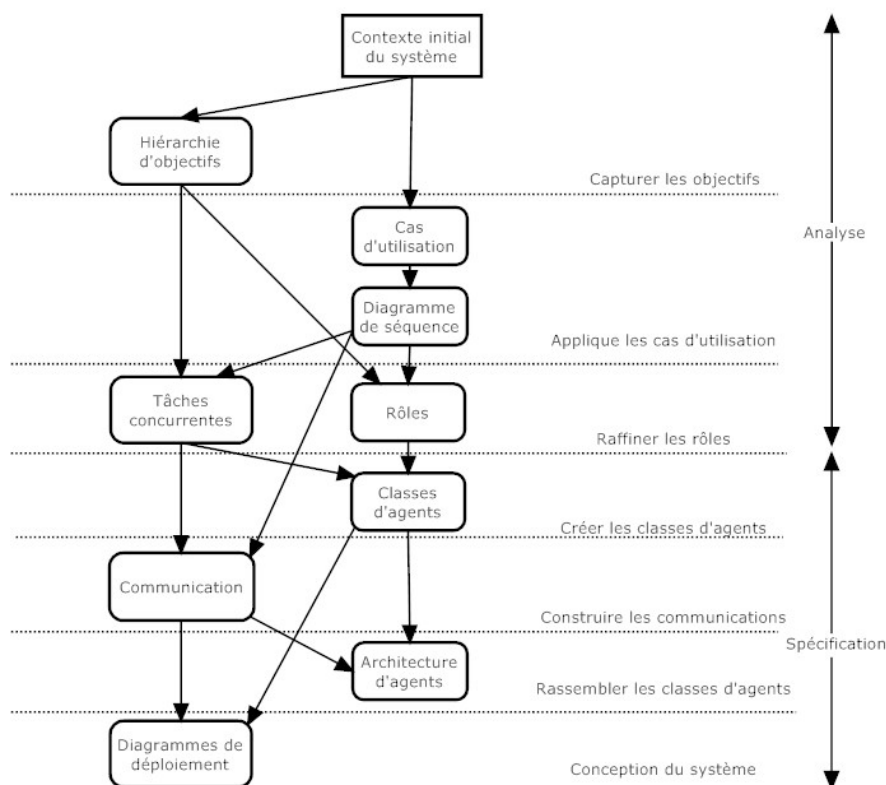 Contexte initial
du système
Hiérarchie
d'objectifs
Capturer les objectifs
Cas
d'utilisation
Analyse
Diagramme
de séquence
Applique les cas d'utilisation
Tâches
concurrentes
Rôles
Raffiner les rôles
Classes
d'agents
Créer les classes d'agents
Communication
Construire les communications
Spécification
Architecture
d'agents
Rassembler les classes d'agents
Diagrammes de
déploiement
Conception du système